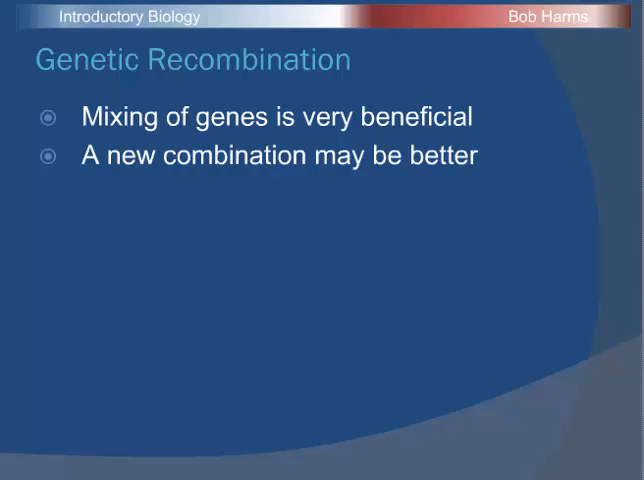 Introductory Biology
Bob Harms
Genetic Recombination
Mixing of genes is very beneficial
A new combination may be better